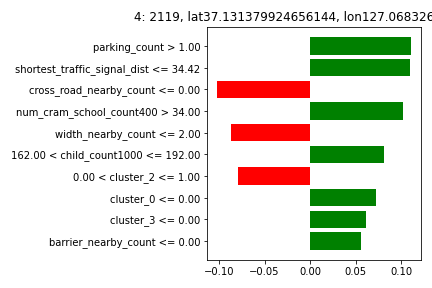 4: 2119, lat37.131379924656144, lon127.068326
parking_count > 1.00
shortest_traffic_signal_dist <= 34.42
cross_road_nearby_count <= 0.00
num_cram_school_count400 > 34.00
width_nearby_count <= 2.00
162.00 < child_count1000 <= 192.00
0.00 < cluster_2 <= 1.00
cluster_0 <= 0.00
cluster_3 <= 0.00
barrier_nearby_count <= 0.00
−0.10 −0.05 0.00 0.05 0.10